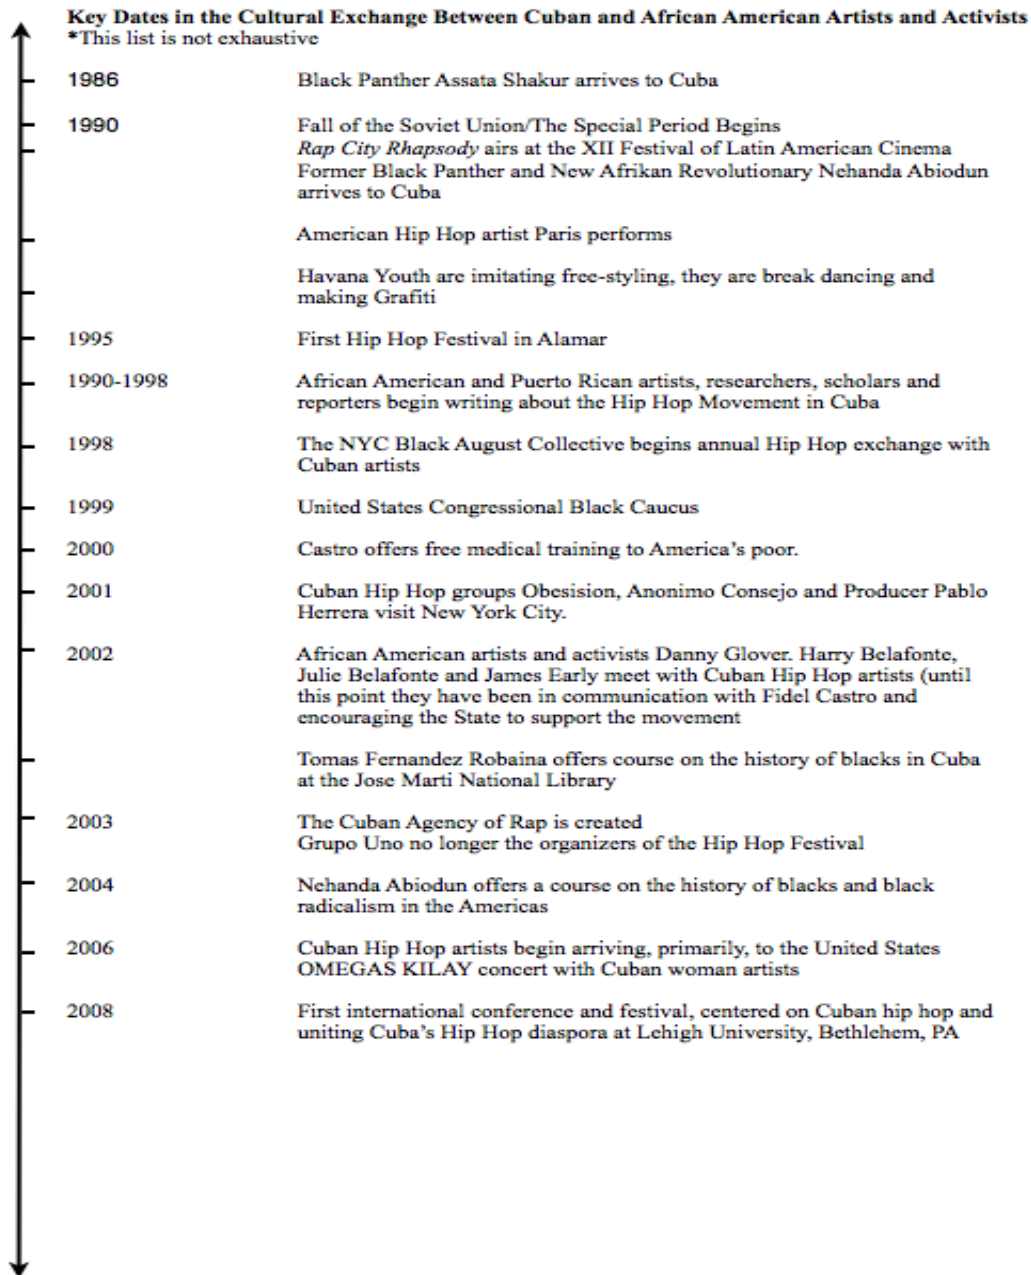 Key Dates in the Cultural Exchange Between Cuban and African American Artists and Activists
*This list is not exhaustive
1986 Black Panther Assata Shakur arrives to Cuba
1990 Fall of the Soviet Union/The Special Period Begins
Rap City Rhapsody airs at the XII Festival of Latin American Cinema
Former Black Panther and New Afrikan Revolutionary Nehanda Abiodun
arrives to Cuba
American Hip Hop artist Paris performs
Havana Youth are imitating free-styling, they are break dancing and
making Grafiti
1995 First Hip Hop Festival in Alamar
1990-1998 African American and Puerto Rican artists, researchers, scholars and
reporters begin writing about the Hip Hop Movement in Cuba
1998 The NYC Black August Collective begins annual Hip Hop exchange with
Cuban artists
1999 United States Congressional Black Caucus
2000 Castro offers free medical training to America's poor.
2001 Cuban Hip Hop groups Obesision, Anonimo Consejo and Producer Pablo
Herrera visit New York City.
2002 African American artists and activists Danny Glover. Harry Belafonte,
Julie Belafonte and James Early meet with Cuban Hip Hop artists (until
this point they have been in communication with Fidel Castro and
encouraging the State to support the movement
Tomas Fernandez Robaina offers course on the history of blacks in Cuba
at the Jose Marti National Library
2003 The Cuban Agency of Rap is created
Grupo Uno no longer the organizers of the Hip Hop Festival
2004 Nehanda Abiodun offers a course on the history of blacks and black
radicalism in the Americas
2006 Cuban Hip Hop artists begin arriving, primarily, to the United States
OMEGAS KILAY concert with Cuban woman artists
2008 First international conference and festival, centered on Cuban hip hop and
uniting Cuba's Hip Hop diaspora at Lehigh University, Bethlehem, PA